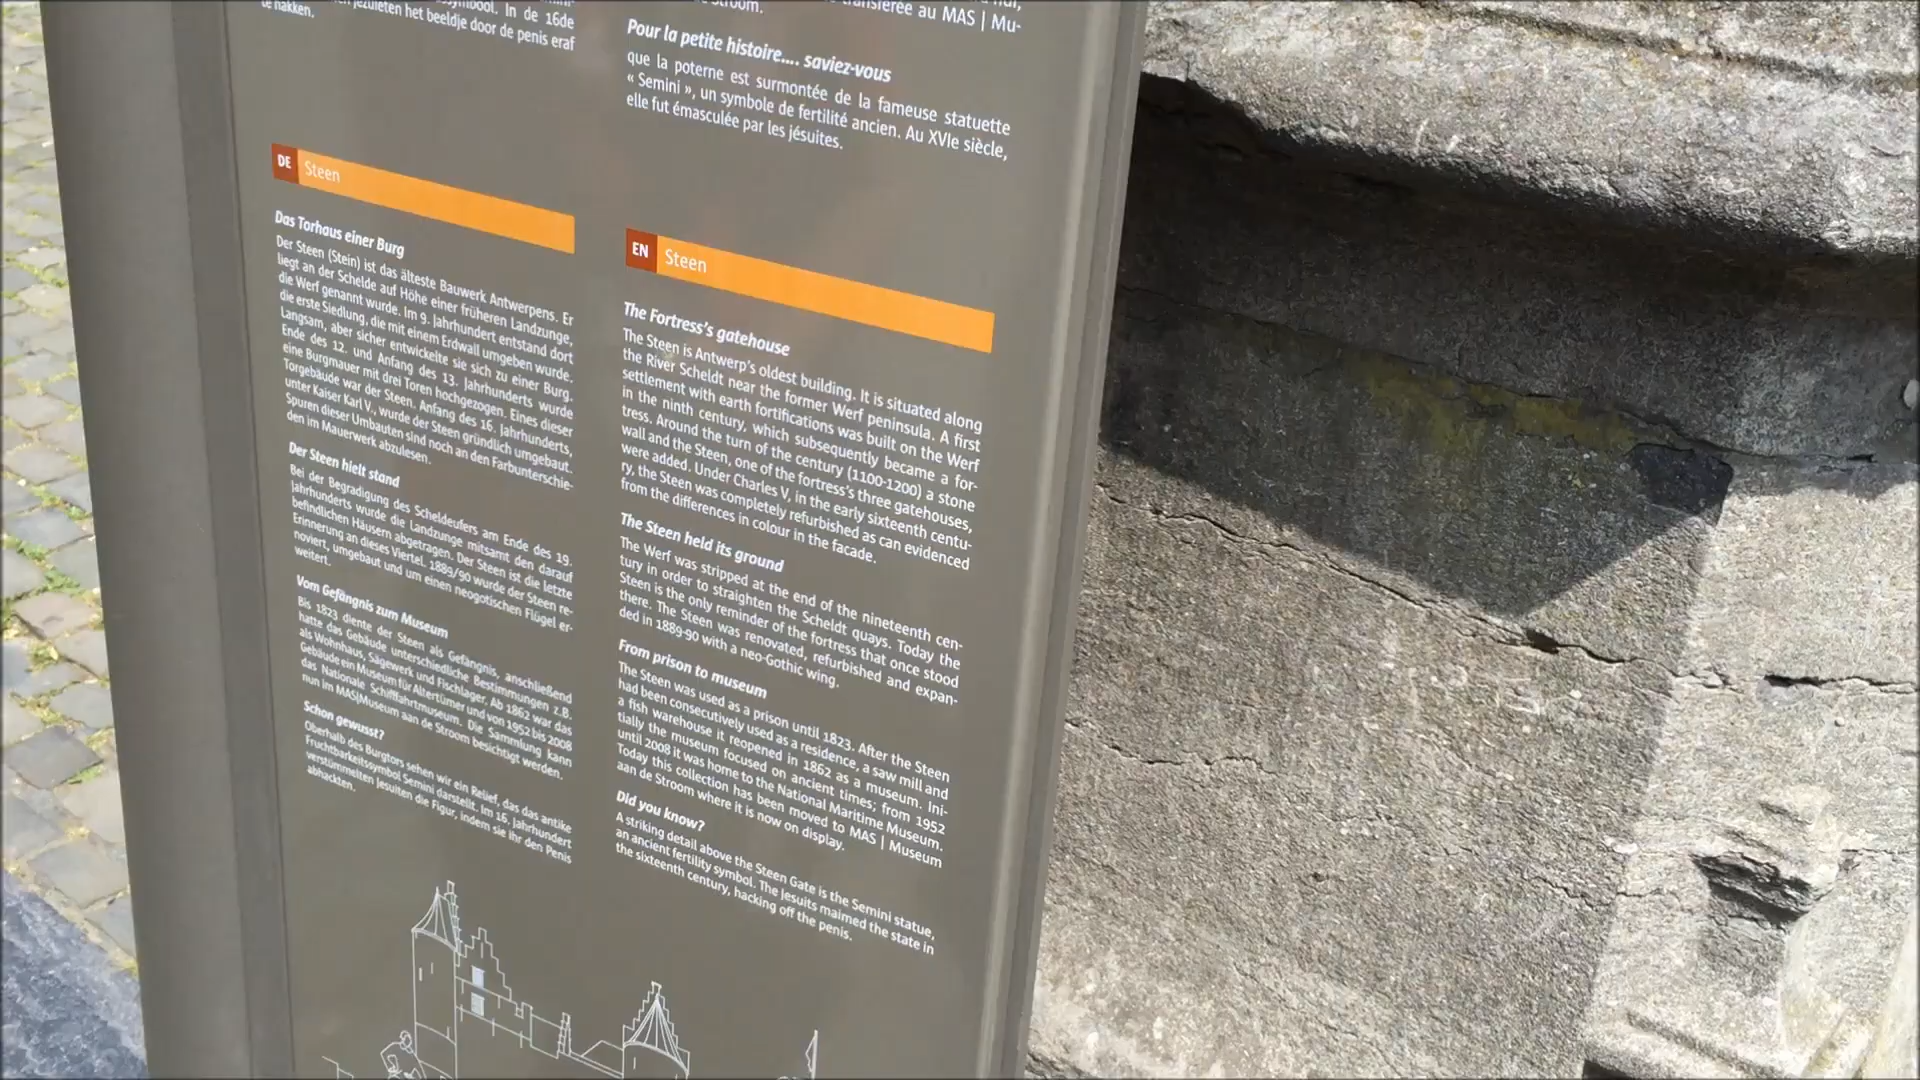 symbool. In de 16de
jezuïeten het beeldje door de penis eraf
te hakken.
Stroom.
transférée au MAS | Mu-
Pour la petite histoire.... saviez-vous
que la poterne est surmontée de la fameuse statuette
« Semini », un symbole de fertilité ancien. Au XVIe siècle,
elle fut émasculée par les jésuites.
DE Steen
Das Torhaus einer Burg
Der Steen (Stein) ist das älteste Bauwerk Antwerpens. Er
liegt an der Schelde auf Höhe einer früheren Landzunge,
die Werf genannt wurde. Im 9. Jahrhundert entstand dort
die erste Siedlung, die mit einem Erdwall umgeben wurde.
Langsam, aber sicher entwickelte sie sich zu einer Burg.
Ende des 12. und Anfang des 13. Jahrhunderts wurde
eine Burgmauer mit drei Toren hochgezogen. Eines dieser
Torgebäude war der Steen. Anfang des 16. Jahrhunderts,
unter Kaiser Karl V., wurde der Steen gründlich umgebaut.
Spuren dieser Umbauten sind noch an den Farbunterschie-
den im Mauerwerk abzulesen.
Der Steen hielt stand
Bei der Begradigung des Scheldeufers am Ende des 19.
Jahrhunderts wurde die Landzunge mitsamt den darauf
befindlichen Häusern abgetragen. Der Steen ist die letzte
Erinnerung an dieses Viertel. 1889/90 wurde der Steen re-
noviert, umgebaut und um einen neogotischen Flügel er-
weitert.
Vom Gefängnis zum Museum
Bis 1823 diente der Steen als Gefängnis, anschließend
hatte das Gebäude unterschiedliche Bestimmungen z.B.
als Wohnhaus, Sägewerk und Fischlager. Ab 1862 war das
Gebäude ein Museum für Altertümer und von 1952 bis 2008
das Nationale Schifffahrtmuseum. Die Sammlung kann
nun im MAS|Museum aan de Stroom besichtigt werden.
Schon gewusst?
Oberhalb des Burgtors sehen wir ein Relief, das das antike
Fruchtbarkeitssymbol Semini darstellt. Im 16. Jahrhundert
verstümmelten Jesuiten die Figur, indem sie ihr den Penis
abhackten.
EN Steen
The Fortress's gatehouse
The Steen is Antwerp's oldest building. It is situated along
the River Scheldt near the former Werf peninsula. A first
settlement with earth fortifications was built on the Werf
in the ninth century, which subsequently became a for-
tress. Around the turn of the century (1100-1200) a stone
wall and the Steen, one of the fortress's three gatehouses,
were added. Under Charles V, in the early sixteenth centu-
ry, the Steen was completely refurbished as can evidenced
from the differences in colour in the facade.
The Steen held its ground
The Werf was stripped at the end of the nineteenth cen-
tury in order to straighten the Scheldt quays. Today the
Steen is the only reminder of the fortress that once stood
there. The Steen was renovated, refurbished and expan-
ded in 1889-90 with a neo-Gothic wing.
From prison to museum
The Steen was used as a prison until 1823. After the Steen
had been consecutively used as a residence, a saw mill and
a fish warehouse it reopened in 1862 as a museum. Ini-
tially the museum focused on ancient times; from 1952
until 2008 it was home to the National Maritime Museum.
Today this collection has been moved to MAS | Museum
aan de Stroom where it is now on display.
Did you know?
A striking detail above the Steen Gate is the Semini statue,
an ancient fertility symbol. The Jesuits maimed the state in
the sixteenth century, hacking off the penis.